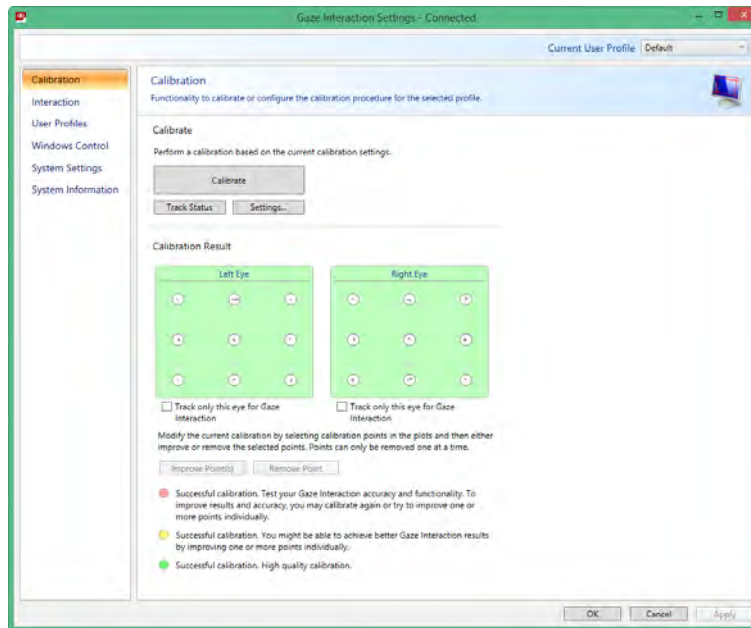 Gaze Interaction Settings - Connected
Current User Profile Default
Calibration
Interaction
User Profiles
Windows Control
System Settings
System Information
Calibration
Functionality to calibrate or configure the calibration procedure for the selected profile.
Calibrate
Perform a calibration based on the current calibration settings.
Calibrate
Track Status Settings...
Calibration Result
Left Eye Right Eye
Track only this eye for Gaze
Interaction
Track only this eye for Gaze
Interaction
Modify the current calibration by selecting calibration points in the plots and then either
improve or remove the selected points. Points can only be removed one at a time.
Improve Point(s) Remove Point
Successful calibration. Test your Gaze Interaction accuracy and functionality. To
improve results and accuracy, you may calibrate again or try to improve one or
more points individually.
Successful calibration. You might be able to achieve better Gaze Interaction results
by improving one or more points individually.
Successful calibration. High quality calibration.
OK Cancel Apply